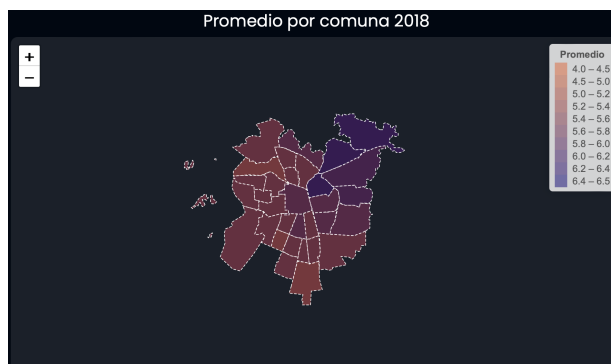 Promedio por comuna 2018
+
−
Promedio
4.0 – 4.5
4.5 – 5.0
5.0 – 5.2
5.2 – 5.4
5.4 – 5.6
5.6 – 5.8
5.8 – 6.0
6.0 – 6.2
6.2 – 6.4
6.4 – 6.5